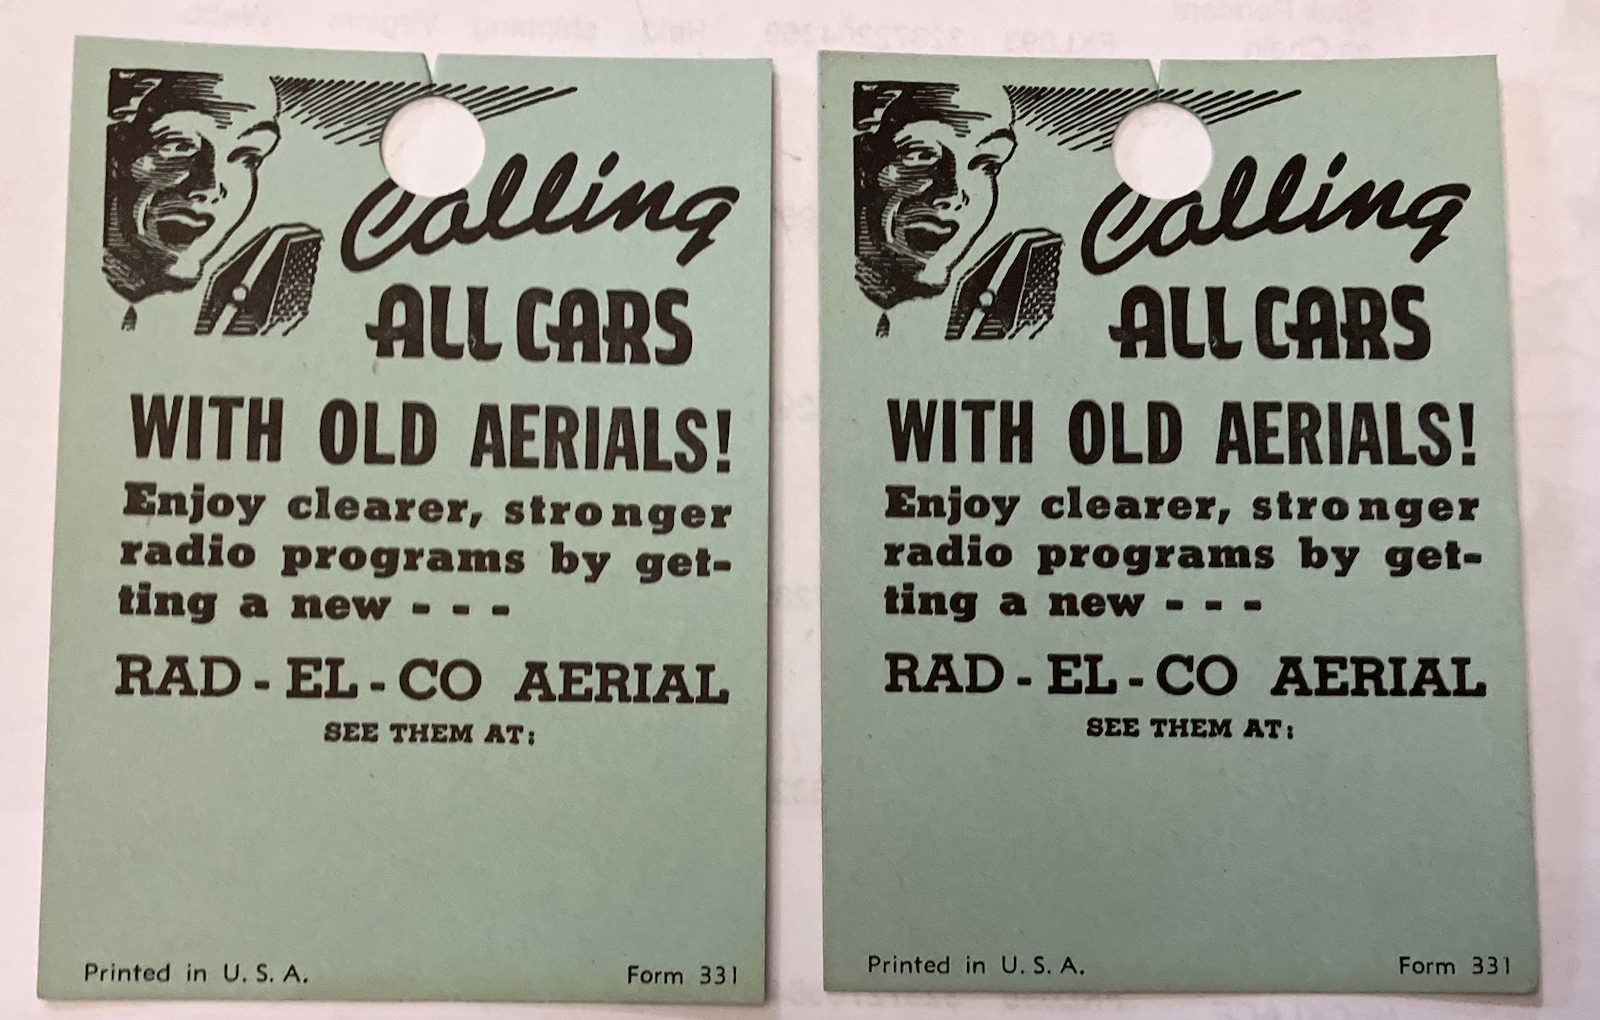 Calling
ALL CARS
WITH OLD AERIALS!
Enjoy clearer, stronger
radio programs by get-
ting a new - - -
RAD - EL - CO AERIAL
SEE THEM AT:
Printed in U. S. A. Form 331
Calling
ALL CARS
WITH OLD AERIALS!
Enjoy clearer, stronger
radio programs by get-
ting a new - - -
RAD - EL - CO AERIAL
SEE THEM AT:
Printed in U. S. A. Form 331